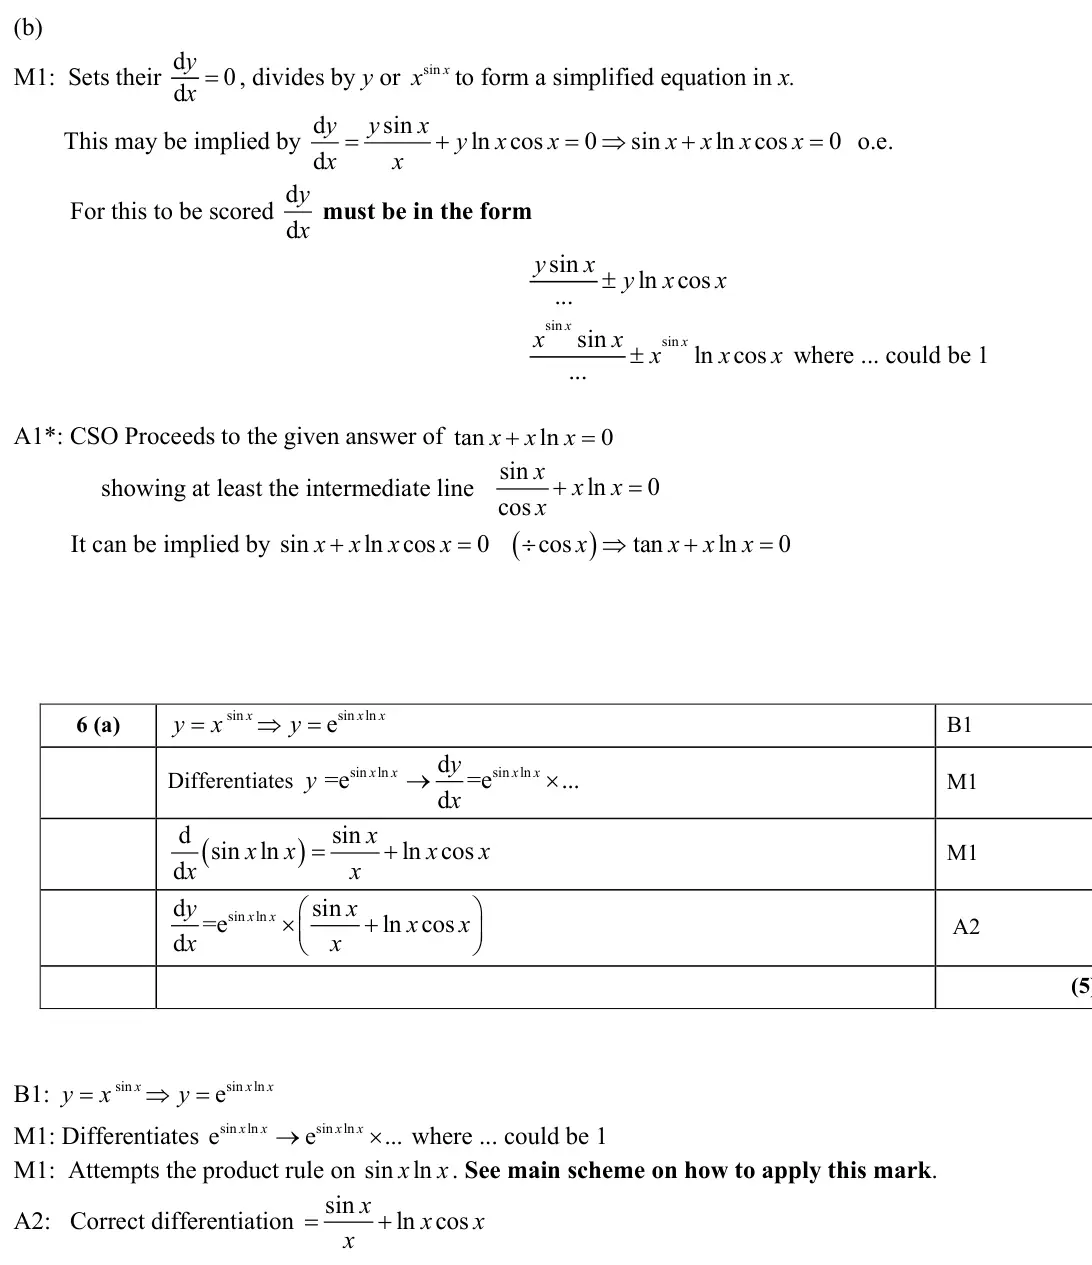 (b)
M1: Sets their dy/dx = 0, divides by y or x^(sin x) to form a simplified equation in x.
This may be implied by dy/dx = y sin x/x + y ln x cos x = 0 ⇒ sin x + x ln x cos x = 0 o.e.
For this to be scored dy/dx must be in the form
y sin x/... ± y ln x cos x
x^(sin x) sin x/... ± x^(sin x) ln x cos x where ... could be 1
A1*: CSO Proceeds to the given answer of tan x + x ln x = 0
showing at least the intermediate line sin x/cos x + x ln x = 0
It can be implied by sin x + x ln x cos x = 0 (÷cos x) ⇒ tan x + x ln x = 0
6 (a) y = x^(sin x) ⇒ y = e^(sin x ln x) B1
Differentiates y =e^(sin x ln x) → dy/dx =e^(sin x ln x) × ... M1
d/dx (sin x ln x) = sin x/x + ln x cos x M1
dy/dx =e^(sin x ln x) × (sin x/x + ln x cos x) A2
(5
B1: y = x^(sin x) ⇒ y = e^(sin x ln x)
M1: Differentiates e^(sin x ln x) → e^(sin x ln x) × ... where ... could be 1
M1: Attempts the product rule on sin x ln x. See main scheme on how to apply this mark.
A2: Correct differentiation = sin x/x + ln x cos x